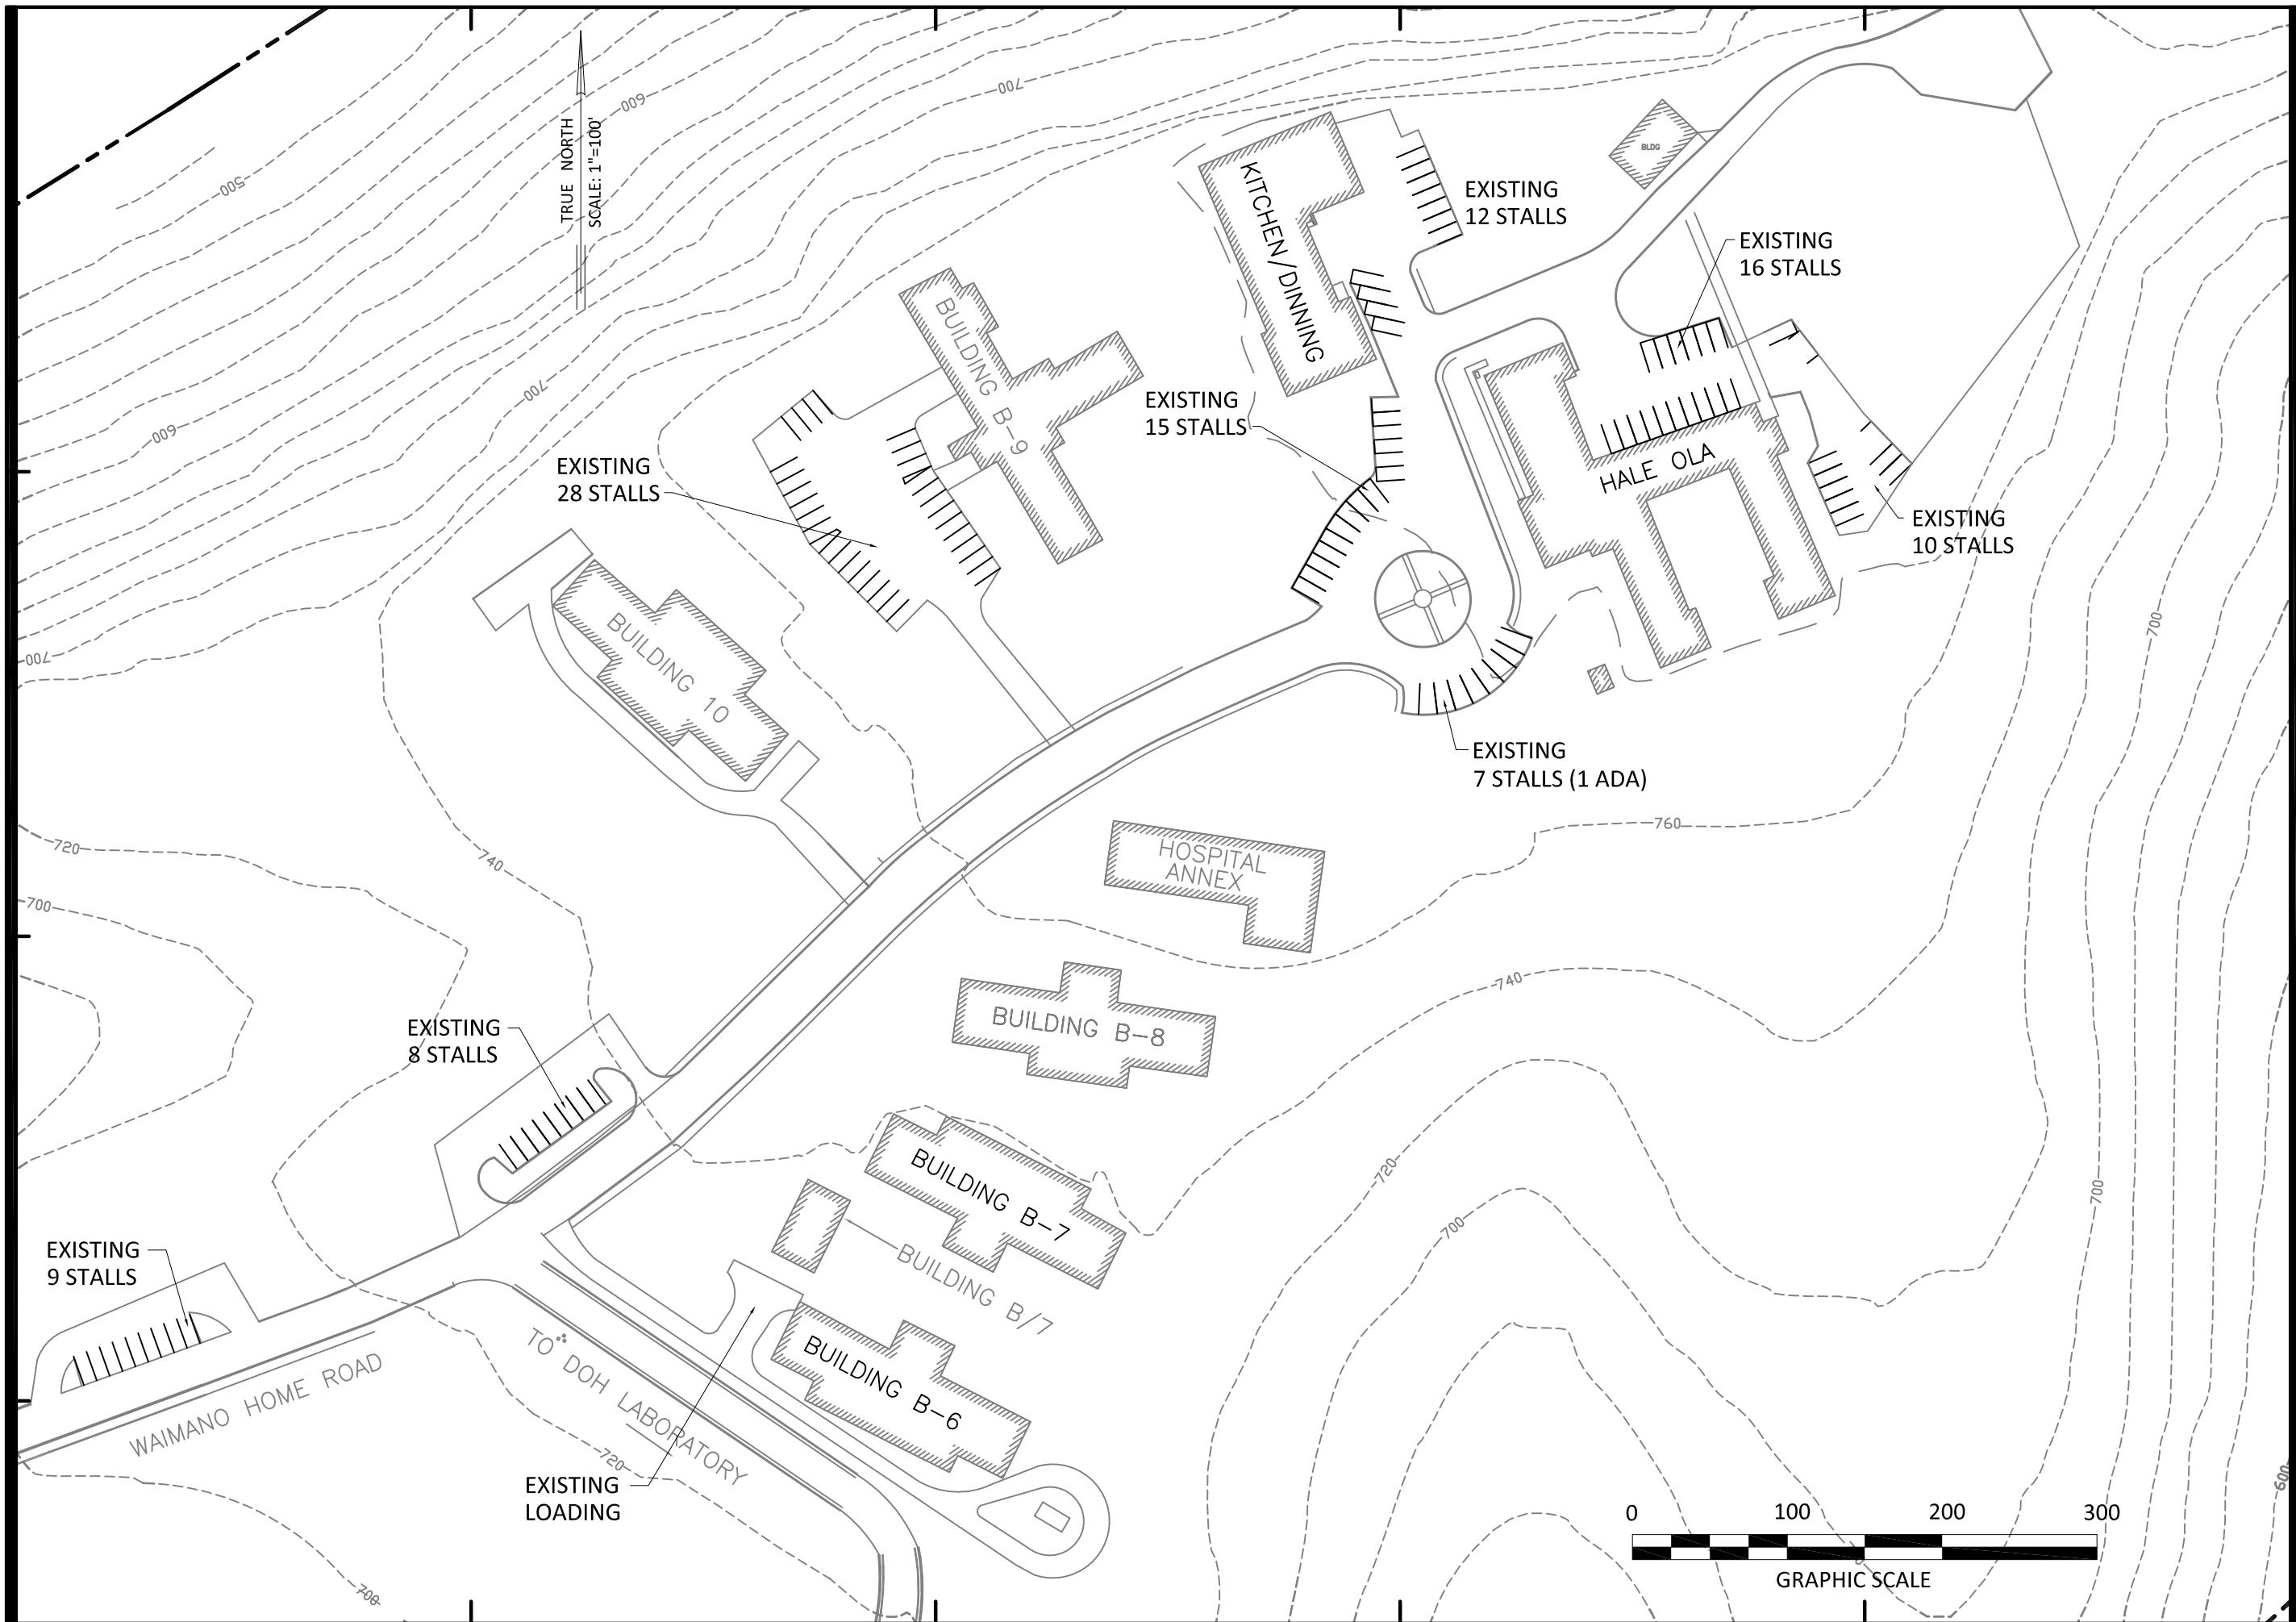 700
600
500
TRUE NORTH
SCALE: 1"=100'
BLDG
KITCHEN/DINNING
EXISTING
12 STALLS
EXISTING
16 STALLS
BUILDING B-9
700
EXISTING
15 STALLS
600
EXISTING
28 STALLS
HALE OLA
EXISTING
10 STALLS
BUILDING 10
700
700
EXISTING
7 STALLS (1 ADA)
760
720
740
HOSPITAL
ANNEX
700
740
EXISTING
8 STALLS
BUILDING B-8
720
700
BUILDING B-7
700
EXISTING
9 STALLS
BUILDING B/7
TO DOH LABORATORY
WAIMANO HOME ROAD
BUILDING B-6
720
EXISTING
LOADING
600
700
0 100 200 300
GRAPHIC SCALE